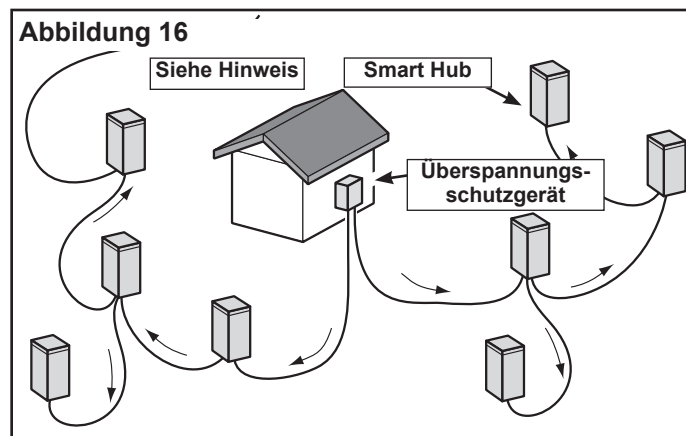 Abbildung 16
Siehe Hinweis
Smart Hub
Überspannungs-
schutzgerät